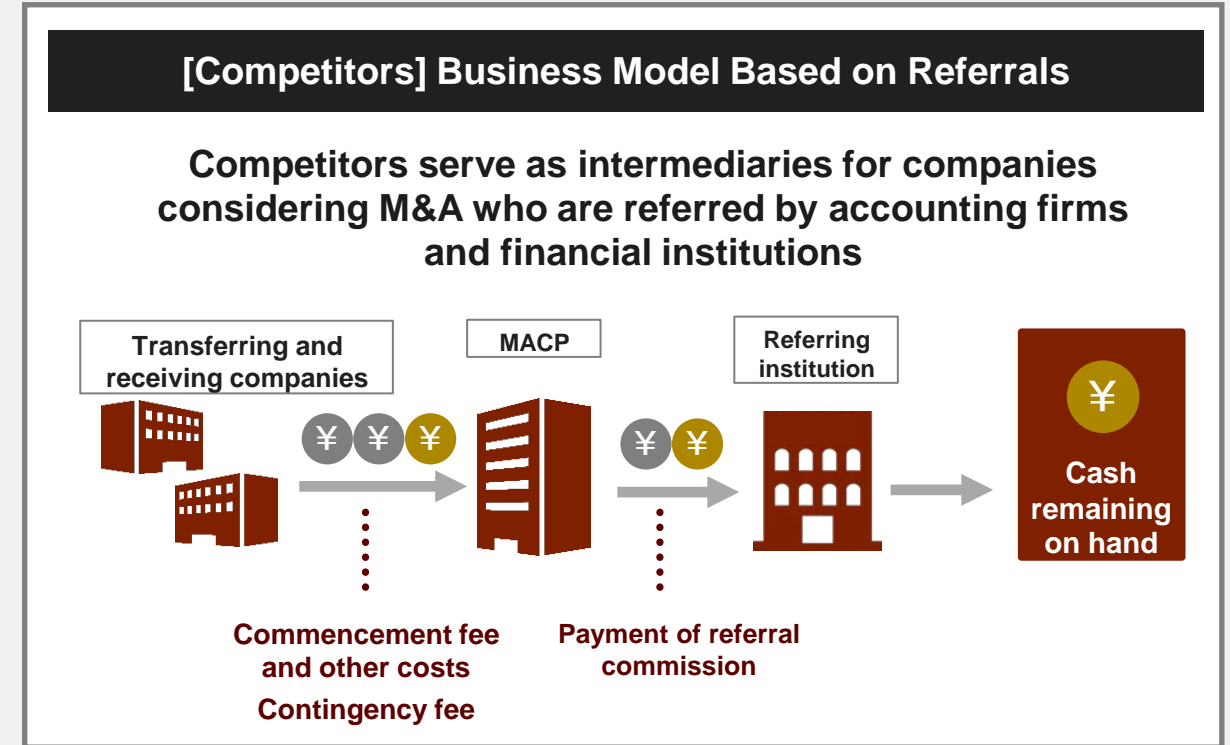 [Competitors] Business Model Based on Referrals
Competitors serve as intermediaries for companies
considering M&A who are referred by accounting firms
and financial institutions
Transferring and
receiving companies
MACP
Referring
institution
¥ ¥ ¥
¥ ¥
¥
Cash
remaining
on hand
Commencement fee
and other costs
Contingency fee
Payment of referral
commission